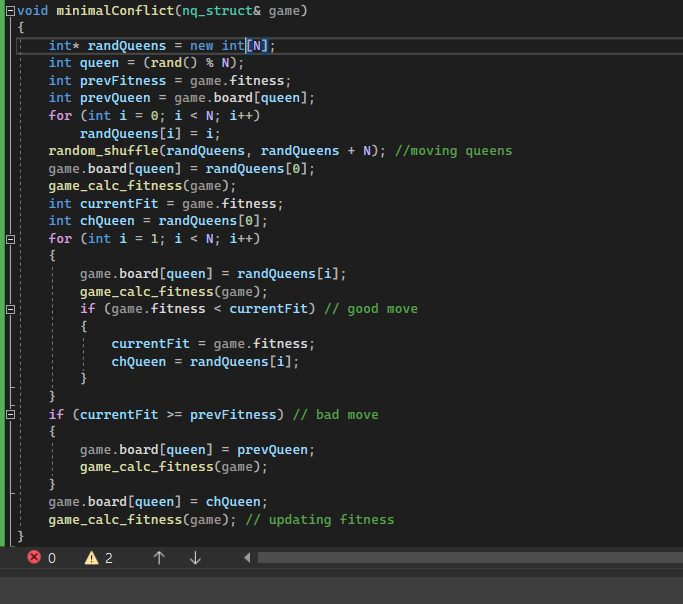 void minimalConflict(nq_struct& game)
{
    int* randQueens = new int[N];
    int queen = (rand() % N);
    int prevFitness = game.fitness;
    int prevQueen = game.board[queen];
    for (int i = 0; i < N; i++)
        randQueens[i] = i;
    random_shuffle(randQueens, randQueens + N); //moving queens
    game.board[queen] = randQueens[0];
    game_calc_fitness(game);
    int currentFit = game.fitness;
    int chQueen = randQueens[0];
    for (int i = 1; i < N; i++)
    {
        game.board[queen] = randQueens[i];
        game_calc_fitness(game);
        if (game.fitness < currentFit) // good move
        {
            currentFit = game.fitness;
            chQueen = randQueens[i];
        }
    }
    if (currentFit >= prevFitness) // bad move
    {
        game.board[queen] = prevQueen;
        game_calc_fitness(game);
    }
    game.board[queen] = chQueen;
    game_calc_fitness(game); // updating fitness
}
0 2